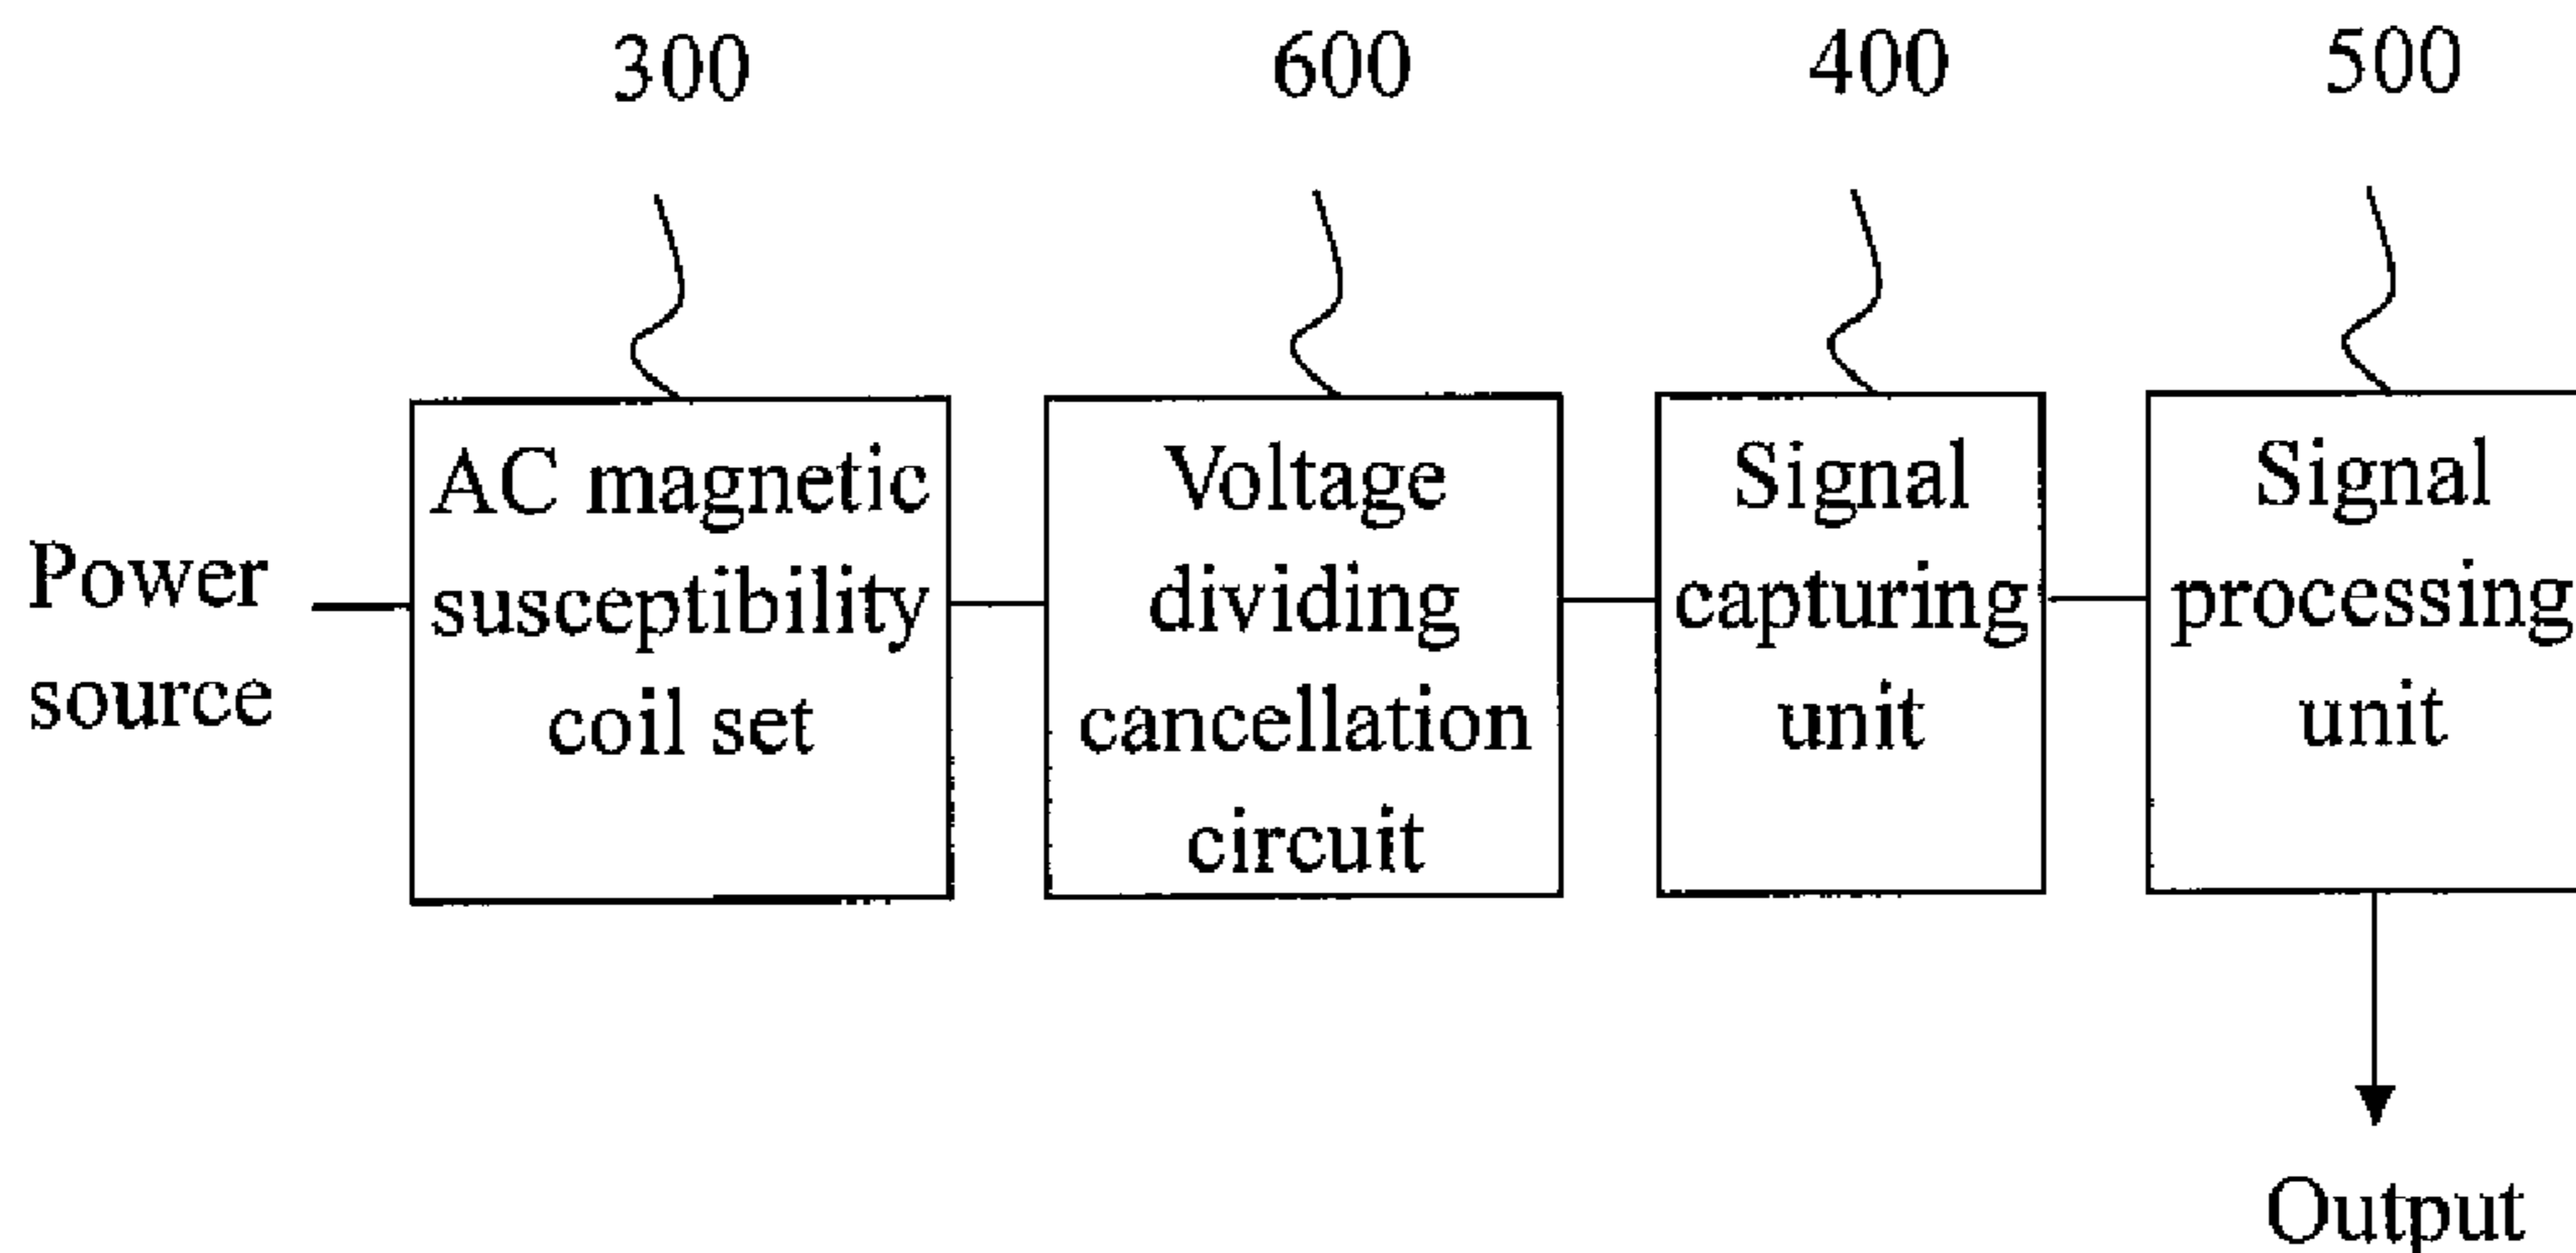 300
600
400
500
Power
source
AC magnetic
susceptibility
coil set
Voltage
dividing
cancellation
circuit
Signal
capturing
unit
Signal
processing
unit
Output